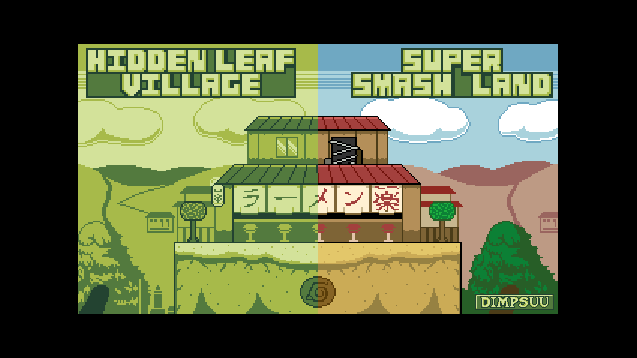 HIDDEN LEAF
VILLAGE
SUPER
SMASH LAND
ラーメン楽
DIMPSUU